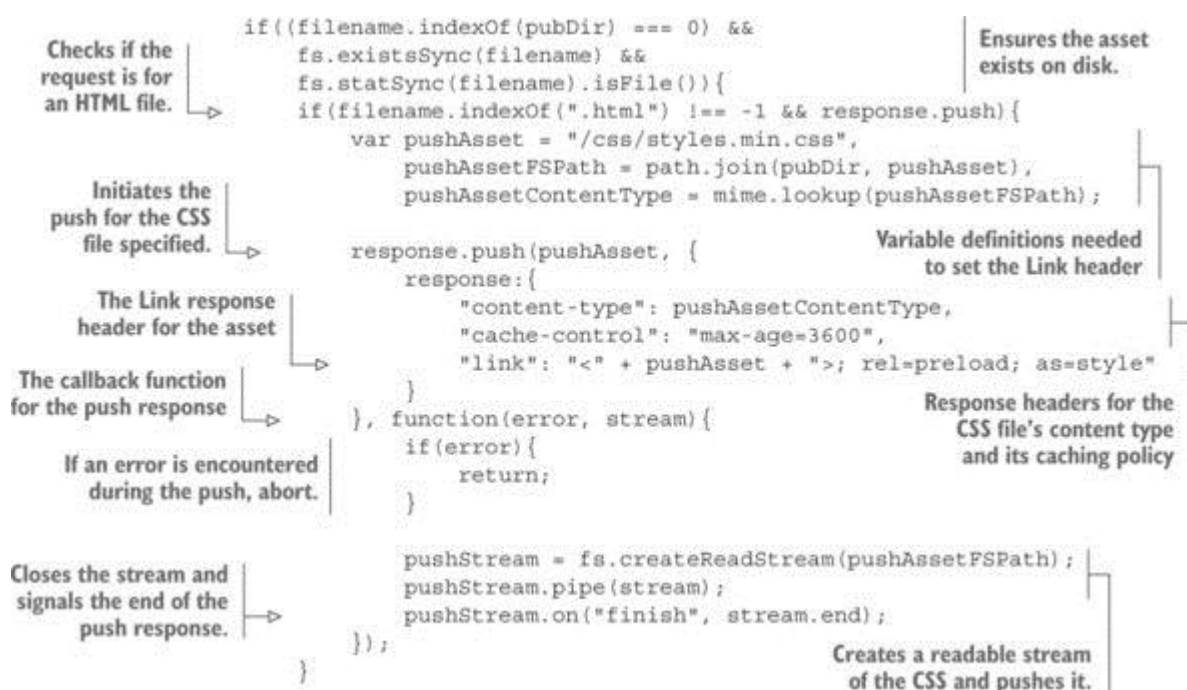 if((filename.indexOf(pubDir) === 0) &&
fs.existsSync(filename) &&
fs.statSync(filename).isFile()){
if(filename.indexOf(".html") !== -1 && response.push){
var pushAsset = "/css/styles.min.css",
pushAssetFSPath = path.join(pubDir, pushAsset),
pushAssetContentType = mime.lookup(pushAssetFSPath);
response.push(pushAsset, {
response:{
"content-type": pushAssetContentType,
"cache-control": "max-age=3600",
"link": "<" + pushAsset + ">; rel=preload; as=style"
}
}, function(error, stream){
if(error){
return;
}
pushStream = fs.createReadStream(pushAssetFSPath);
pushStream.pipe(stream);
pushStream.on("finish", stream.end);
});
}
Checks if the
request is for
an HTML file.
Ensures the asset
exists on disk.
Initiates the
push for the CSS
file specified.
Variable definitions needed
to set the Link header
The Link response
header for the asset
The callback function
for the push response
Response headers for the
CSS file's content type
and its caching policy
If an error is encountered
during the push, abort.
Closes the stream and
signals the end of the
push response.
Creates a readable stream
of the CSS and pushes it.